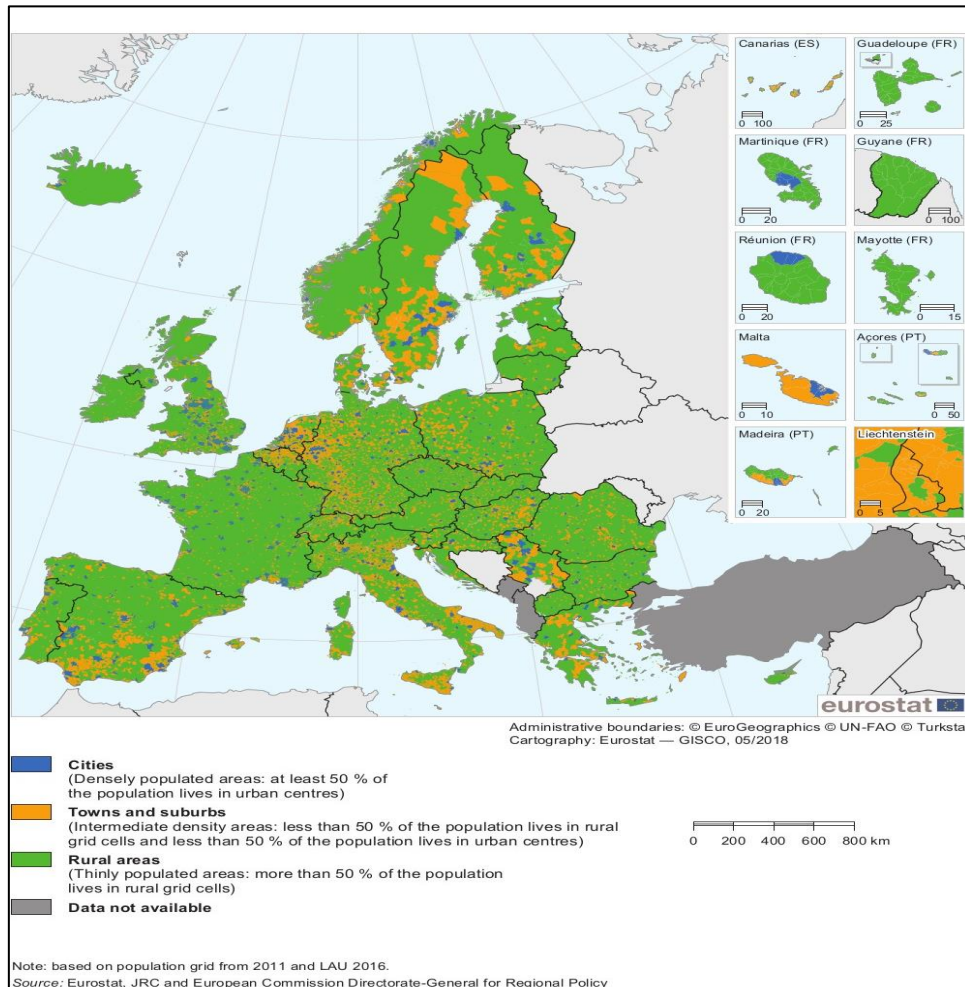 Canarias (ES)
0 100
Guadeloupe (FR)
0 25
Martinique (FR)
0 20
Guyane (FR)
0 100
Réunion (FR)
0 20
Mayotte (FR)
0 15
Malta
0 10
Açores (PT)
0 50
Madeira (PT)
0 20
Liechtenstein
0 5
eurostat
Administrative boundaries: © EuroGeographics © UN-FAO © Turksta
Cartography: Eurostat — GISCO, 05/2018
Cities
(Densely populated areas: at least 50 % of
the population lives in urban centres)
Towns and suburbs
(Intermediate density areas: less than 50 % of the population lives in rural
grid cells and less than 50 % of the population lives in urban centres)
Rural areas
(Thinly populated areas: more than 50 % of the population
lives in rural grid cells)
Data not available
0 200 400 600 800 km
Note: based on population grid from 2011 and LAU 2016.
Source: Eurostat, JRC and European Commission Directorate-General for Regional Policy